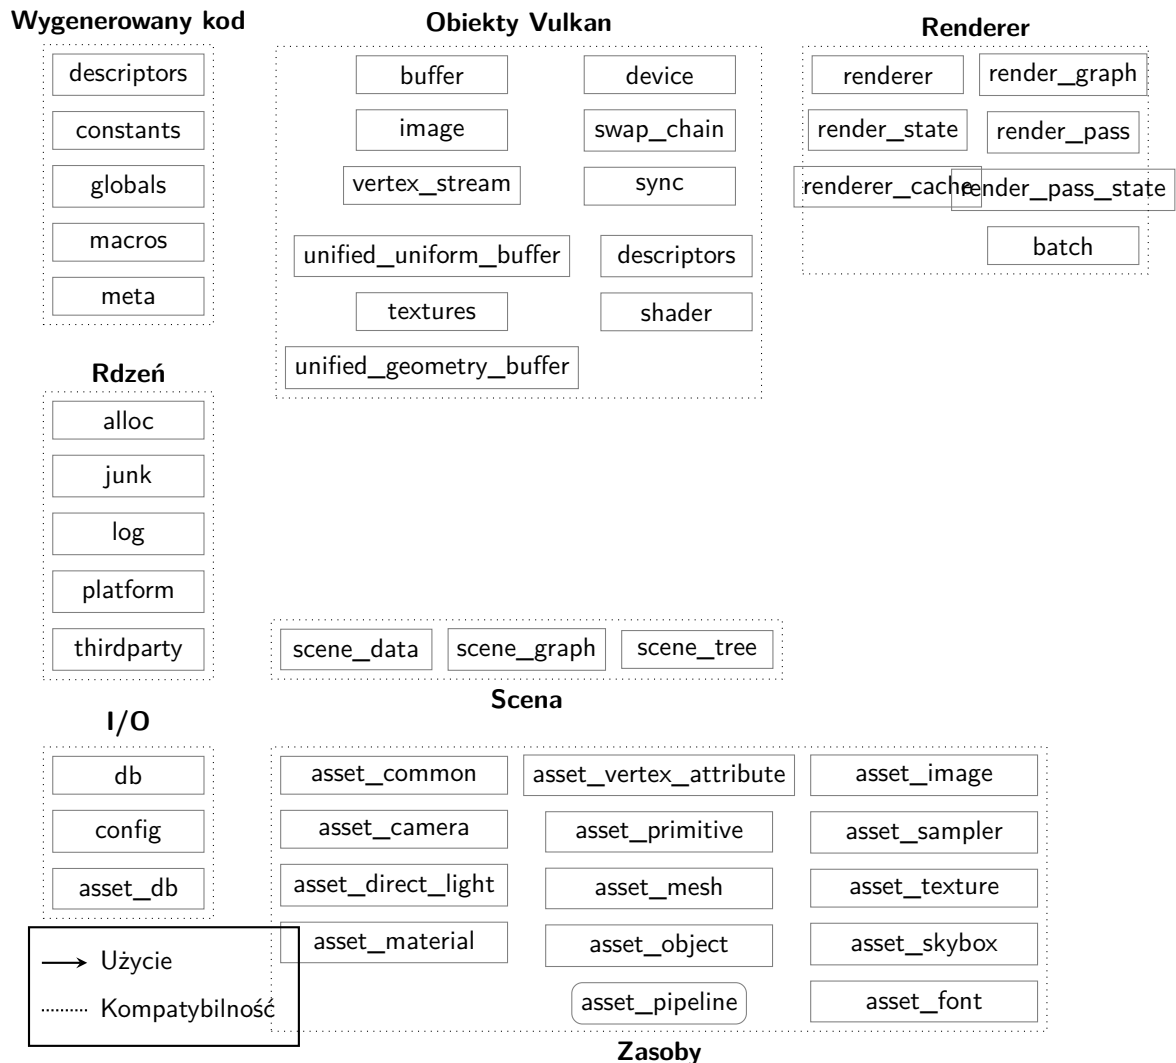 Wygenerowany kod
descriptors
constants
globals
macros
meta
Obiekty Vulkan
buffer
device
image
swap_chain
vertex_stream
sync
unified_uniform_buffer
descriptors
textures
shader
unified_geometry_buffer
Renderer
renderer
render_graph
render_state
render_pass
renderer_cache
render_pass_state
batch
Rdzeń
alloc
junk
log
platform
thirdparty
scene_data
scene_graph
scene_tree
Scena
I/O
db
config
asset_db
asset_common
asset_vertex_attribute
asset_image
asset_camera
asset_primitive
asset_sampler
asset_direct_light
asset_mesh
asset_texture
asset_material
asset_object
asset_skybox
asset_pipeline
asset_font
Zasoby
Użycie
Kompatybilność